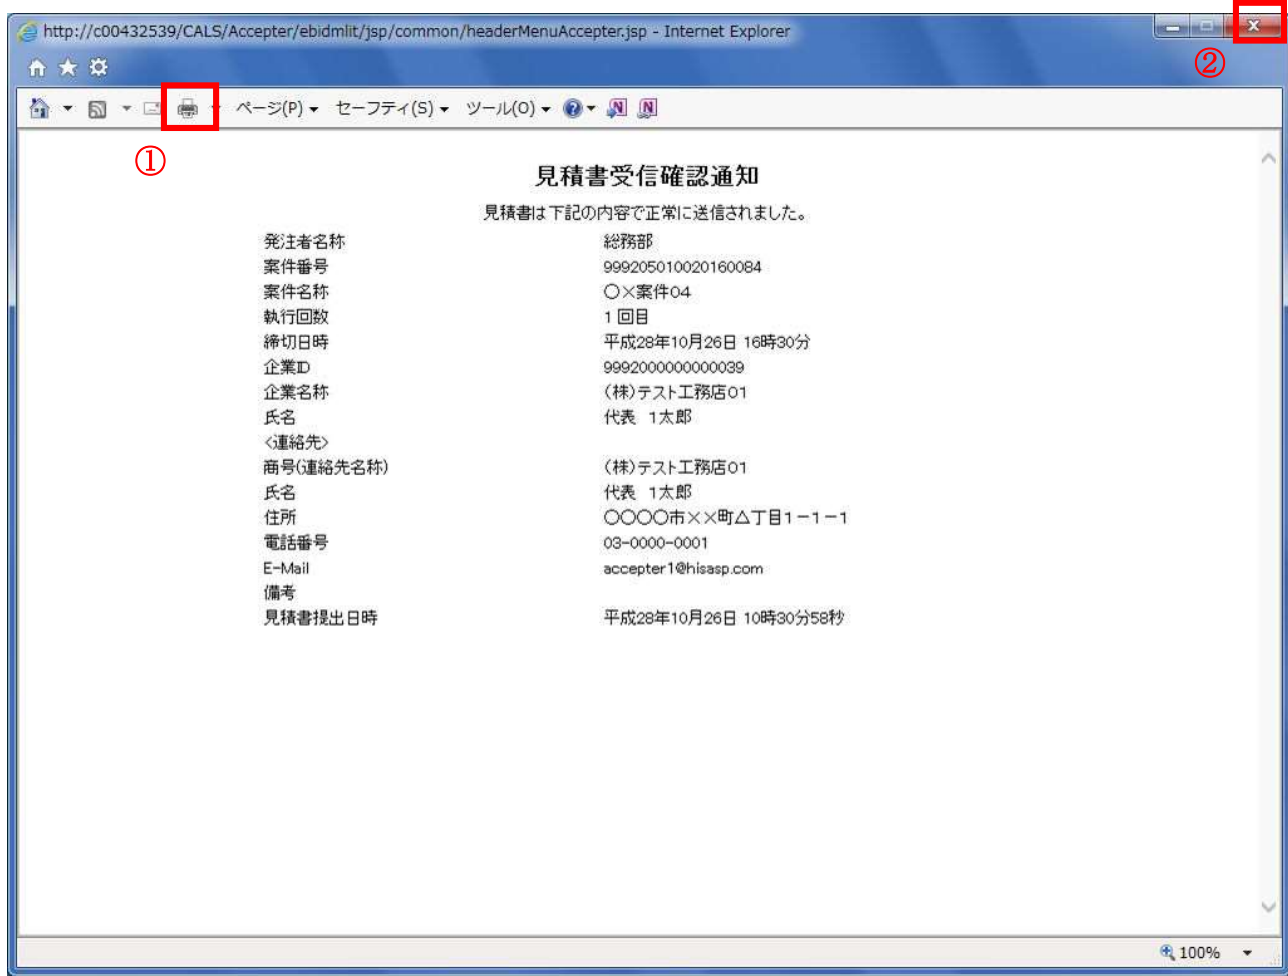 http://c00432539/CALS/Accepter/ebidmlit/jsp/common/headerMenuAccepter.jsp - Internet Explorer
②
ページ(P) セーフティ(S) ツール(O)
①
見積書受信確認通知
見積書は下記の内容で正常に送信されました。
発注者名称 総務部
案件番号 999205010020160084
案件名称 〇×案件04
執行回数 1回目
締切日時 平成28年10月26日 16時30分
企業ID 9992000000000039
企業名称 (株)テスト工務店01
氏名 代表 1太郎
<連絡先>
商号(連絡先名称) (株)テスト工務店01
氏名 代表 1太郎
住所 〇〇〇〇市××町△丁目1-1-1
電話番号 03-0000-0001
E-Mail accepter1@hisasp.com
備考
見積書提出日時 平成28年10月26日 10時30分58秒
100%